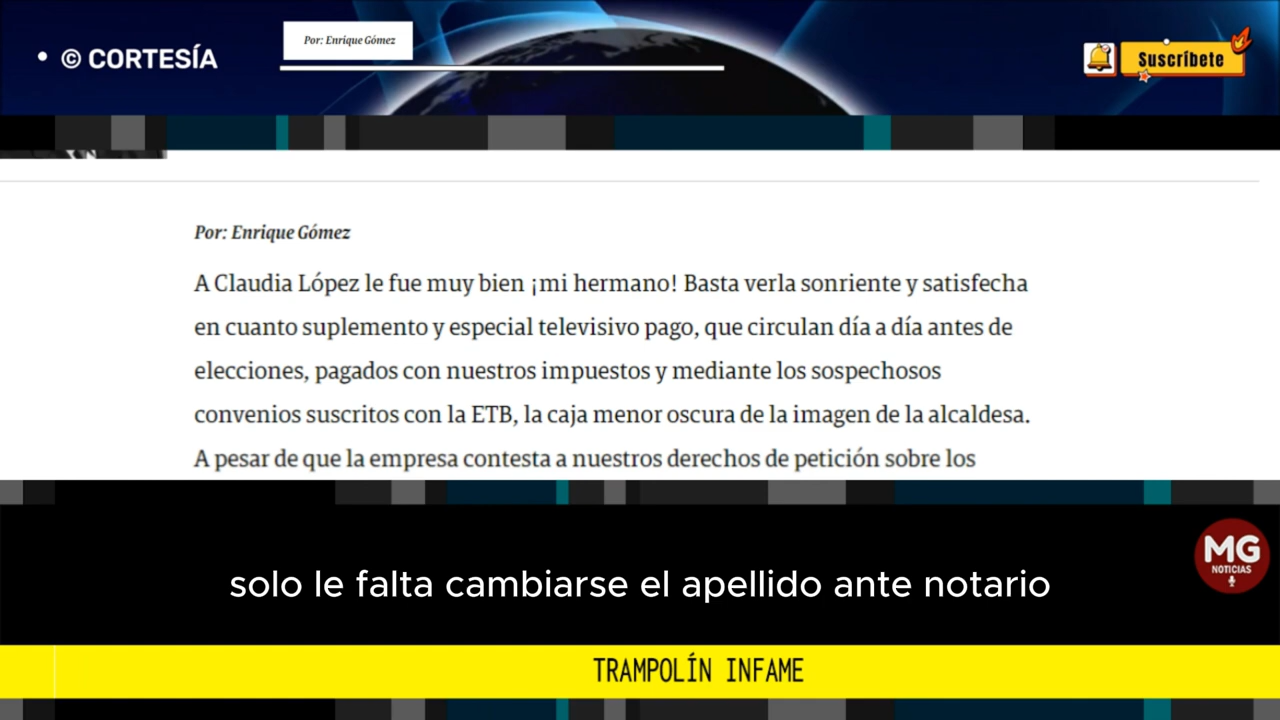 • © CORTESÍA
Por: Enrique Gómez
Suscríbete
Por: Enrique Gómez
A Claudia López le fue muy bien ¡mi hermano! Basta verla sonriente y satisfecha
en cuanto suplemento y especial televisivo pago, que circulan día a día antes de
elecciones, pagados con nuestros impuestos y mediante los sospechosos
convenios suscritos con la ETB, la caja menor oscura de la imagen de la alcaldesa.
A pesar de que la empresa contesta a nuestros derechos de petición sobre los
MG
NOTICIAS
solo le falta cambiarse el apellido ante notario
TRAMPOLÍN INFAME